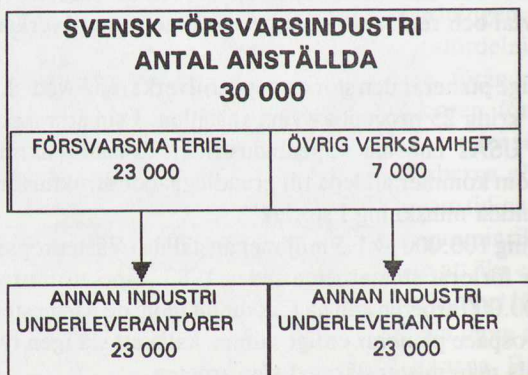 SVENSK FÖRSVARSINDUSTRI
ANTAL ANSTÄLLDA
30 000
FÖRSVARSMATERIEL
23 000
ÖVRIG VERKSAMHET
7 000
ANNAN INDUSTRI
UNDERLEVERANTÖRER
23 000
ANNAN INDUSTRI
UNDERLEVERANTÖRER
23 000